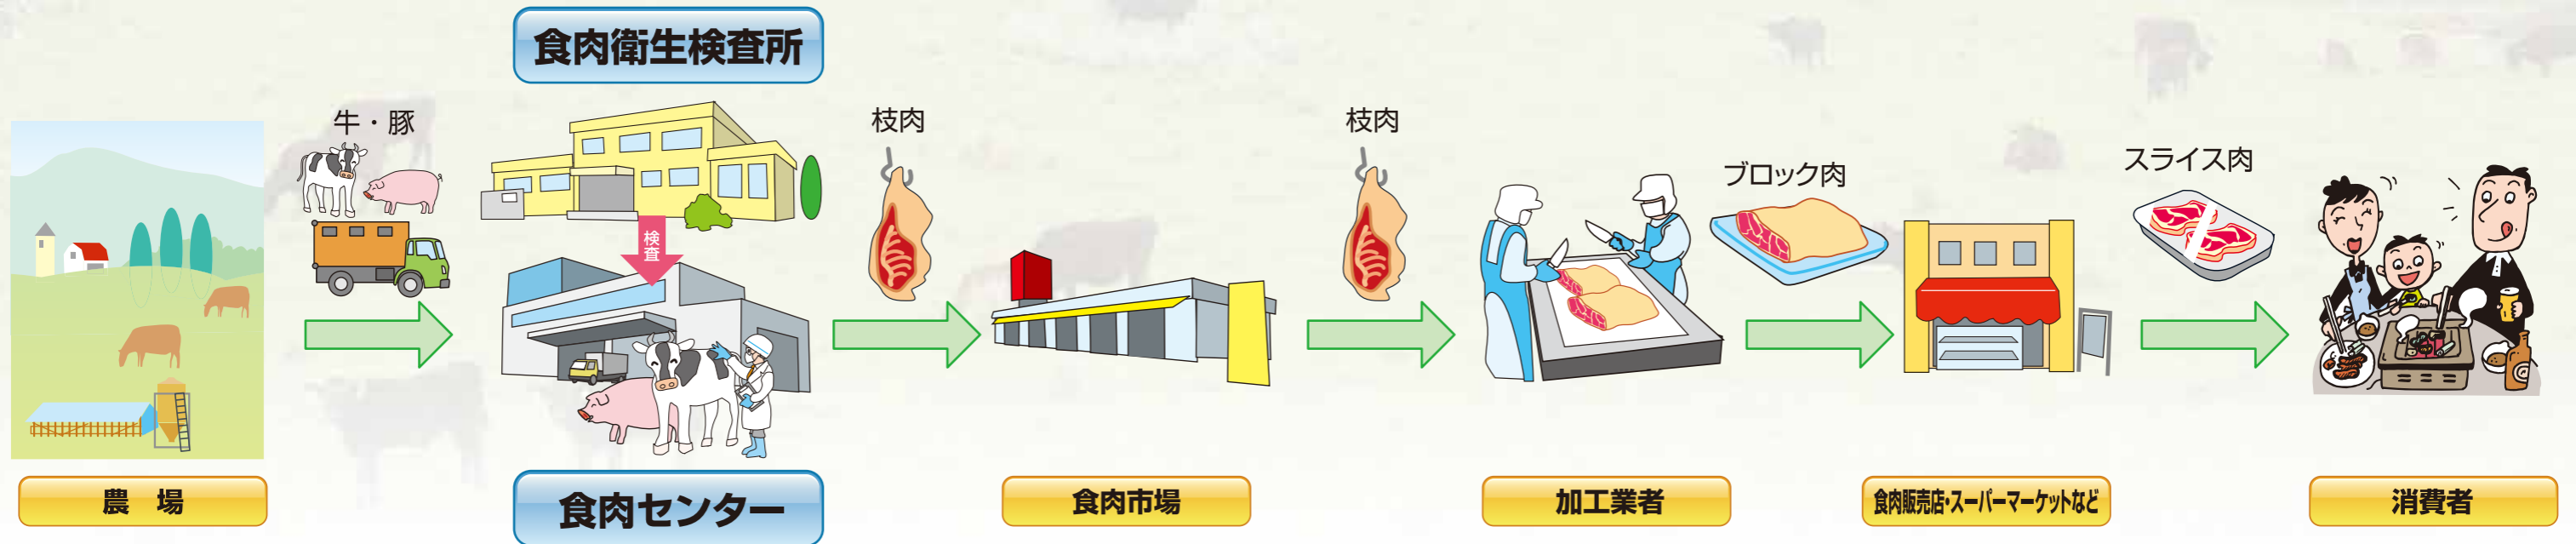 食肉衛生検査所
牛・豚
検査
枝肉
枝肉
ブロック肉
スライス肉
農 場
食肉センター
食肉市場
加工業者
食肉販売店・スーパーマーケットなど
消費者